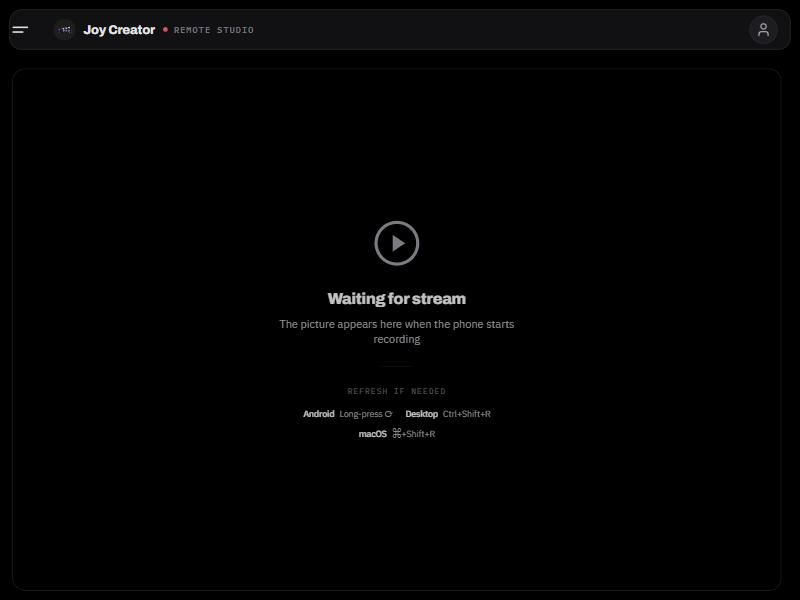 Joy Creator
REMOTE STUDIO
Waiting for stream
The picture appears here when the phone starts
recording
REFRESH IF NEEDED
Android Long-press ⟳ Desktop Ctrl+Shift+R
macOS ⌘+Shift+R